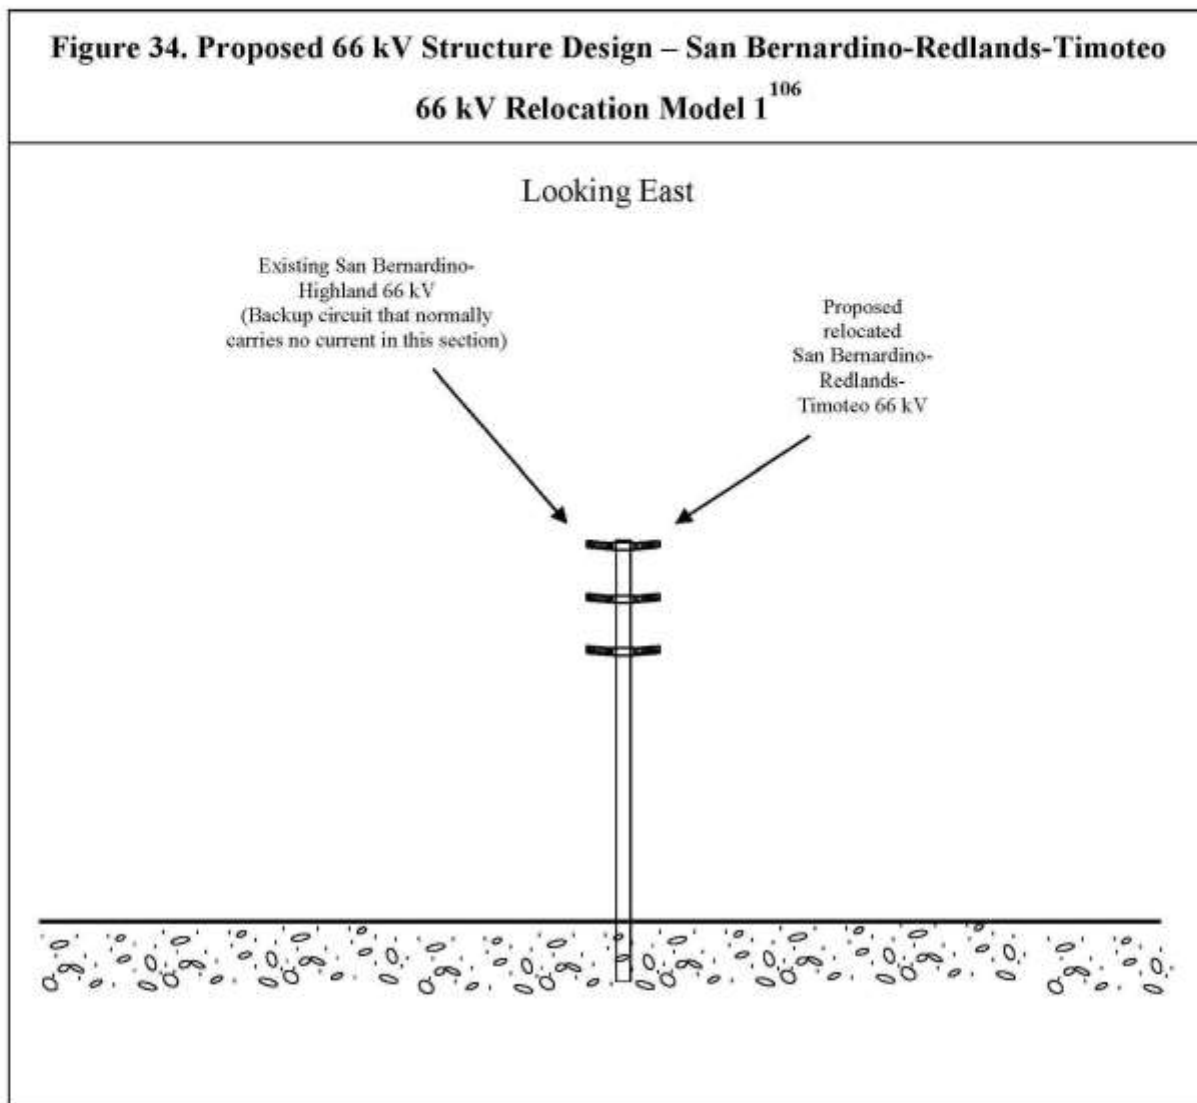 Figure 34. Proposed 66 kV Structure Design – San Bernardino-Redlands-Timoteo
66 kV Relocation Model 1106
Looking East
Existing San Bernardino-
Highland 66 kV
(Backup circuit that normally
carries no current in this section)
Proposed
relocated
San Bernardino-
Redlands-
Timoteo 66 kV